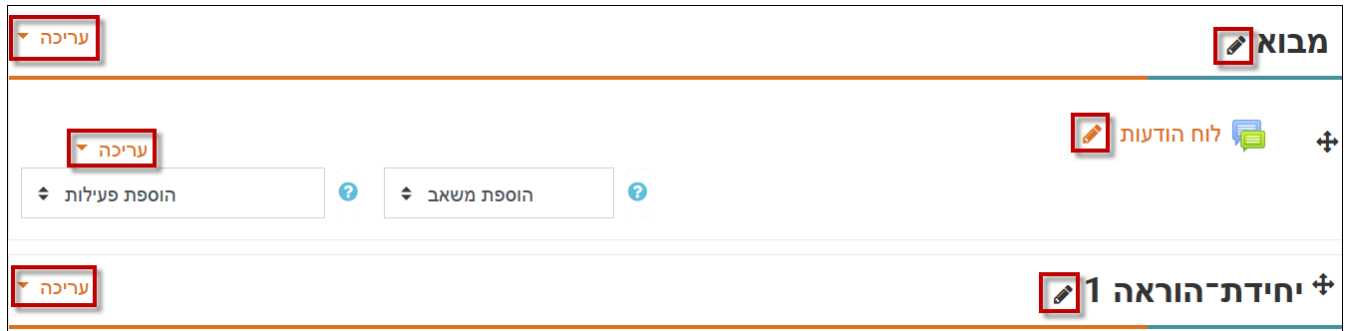 מבוא
עריכה
לוח הודעות
עריכה
הוספת משאב
הוספת פעילות
יחידת־הוראה 1
עריכה